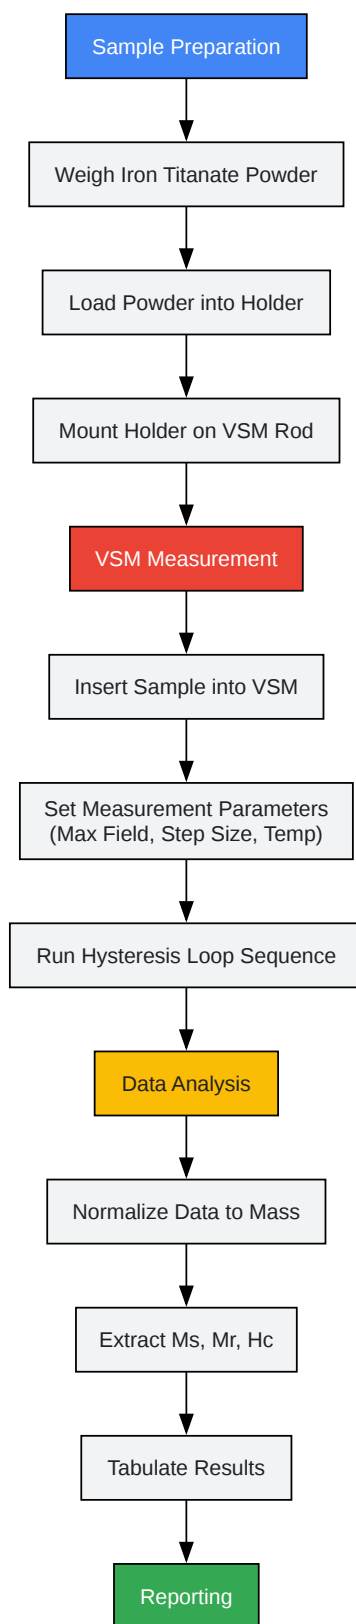 Sample Preparation
Weigh Iron Titanate Powder
Load Powder into Holder
Mount Holder on VSM Rod
VSM Measurement
Insert Sample into VSM
Set Measurement Parameters
(Max Field, Step Size, Temp)
Run Hysteresis Loop Sequence
Data Analysis
Normalize Data to Mass
Extract Ms, Mr, Hc
Tabulate Results
Reporting